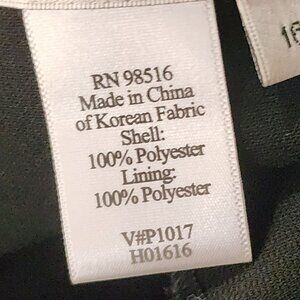 RN 98516
Made in China
of Korean Fabric
Shell:
100% Polyester
Lining:
100% Polyester
V#P1017
H01616